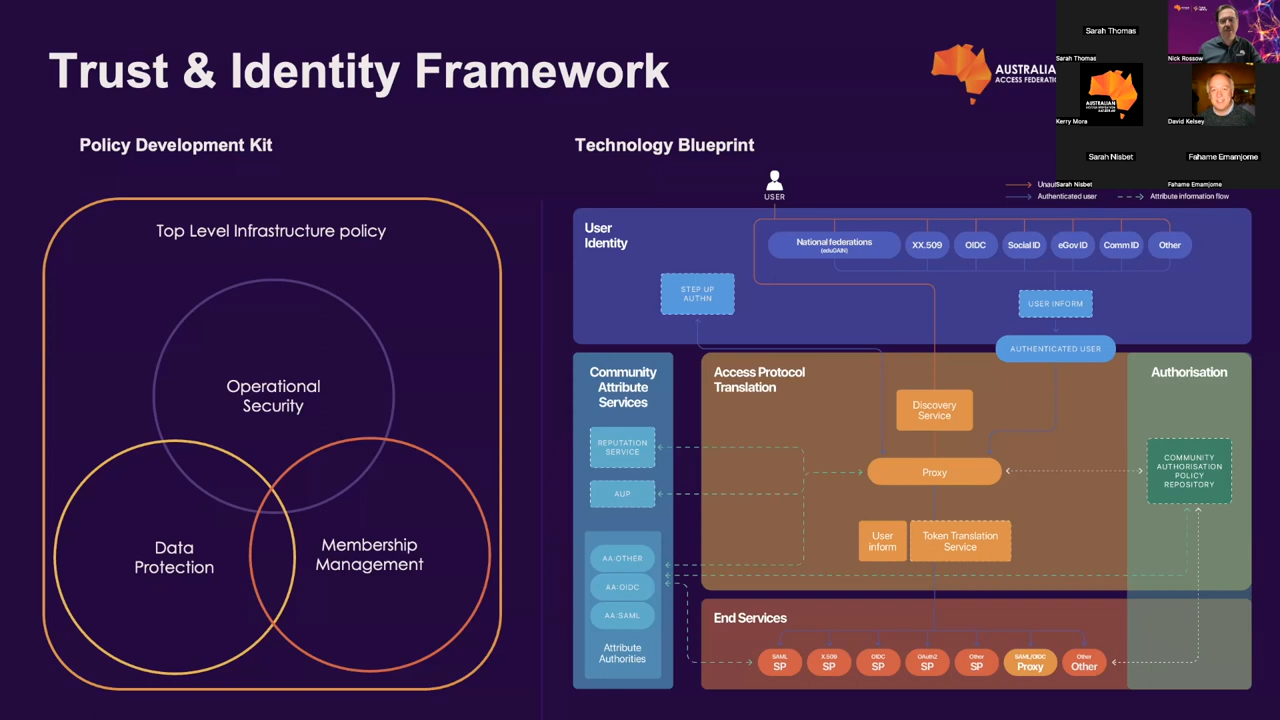 Trust & Identity Framework
AUSTRALIAN
ACCESS FEDERATIO
Sarah Thomas
Sarah Thomas
Nick Rossow
AUSTRALIAN
Kerry Mora
David Kelsey
Sarah Nisbet
Fahame Emamjome
Sarah Nisbet
Fahame Emamjome
Policy Development Kit
Top Level Infrastructure policy
Operational
Security
Data
Protection
Membership
Management
Technology Blueprint
USER
Authenticated user
Attribute information flow
User
Identity
National federations
(eduGAIN)
XX.509
OIDC
Social ID
eGov ID
Comm ID
Other
STEP UP
AUTHN
USER INFORM
AUTHENTICATED USER
Community
Attribute
Services
REPUTATION
SERVICE
AUP
AA:OTHER
AA:OIDC
AA:SAML
Attribute
Authorities
Access Protocol
Translation
Discovery
Service
Proxy
User
inform
Token Translation
Service
Authorisation
COMMUNITY
AUTHORISATION
POLICY
REPOSITORY
End Services
SAML
SP
X.509
SP
OIDC
SP
OAuth2
SP
Other
SP
SAML/OIDC
Proxy
Other
Other